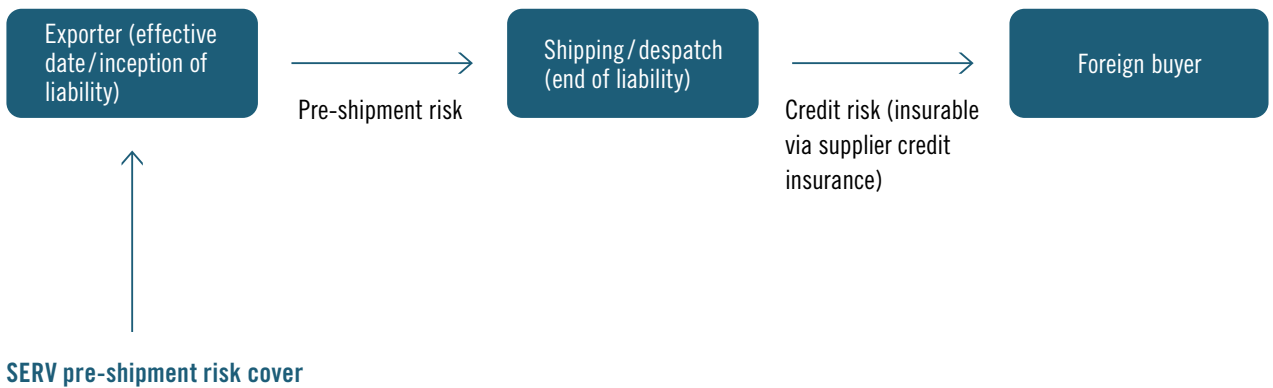 Exporter (effective
date/inception of
liability)
Pre-shipment risk
Shipping/despatch
(end of liability)
Credit risk (insurable
via supplier credit
insurance)
Foreign buyer
SERV pre-shipment risk cover